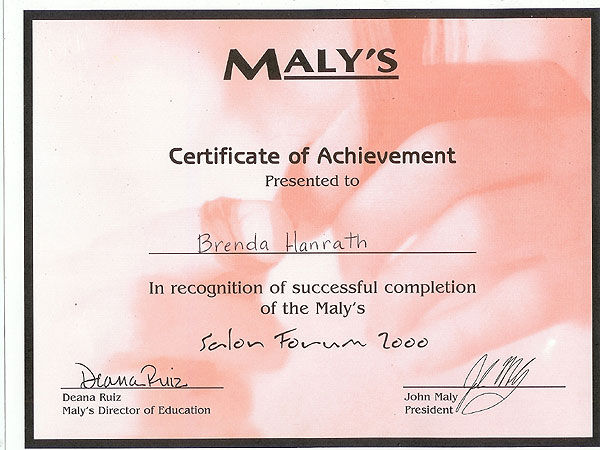 MALY'S
Certificate of Achievement
Presented to
Brenda Hanrath
In recognition of successful completion
of the Maly's
Salon Forum 2000
Deana Ruiz
Deana Ruiz
Maly's Director of Education
John Maly
President